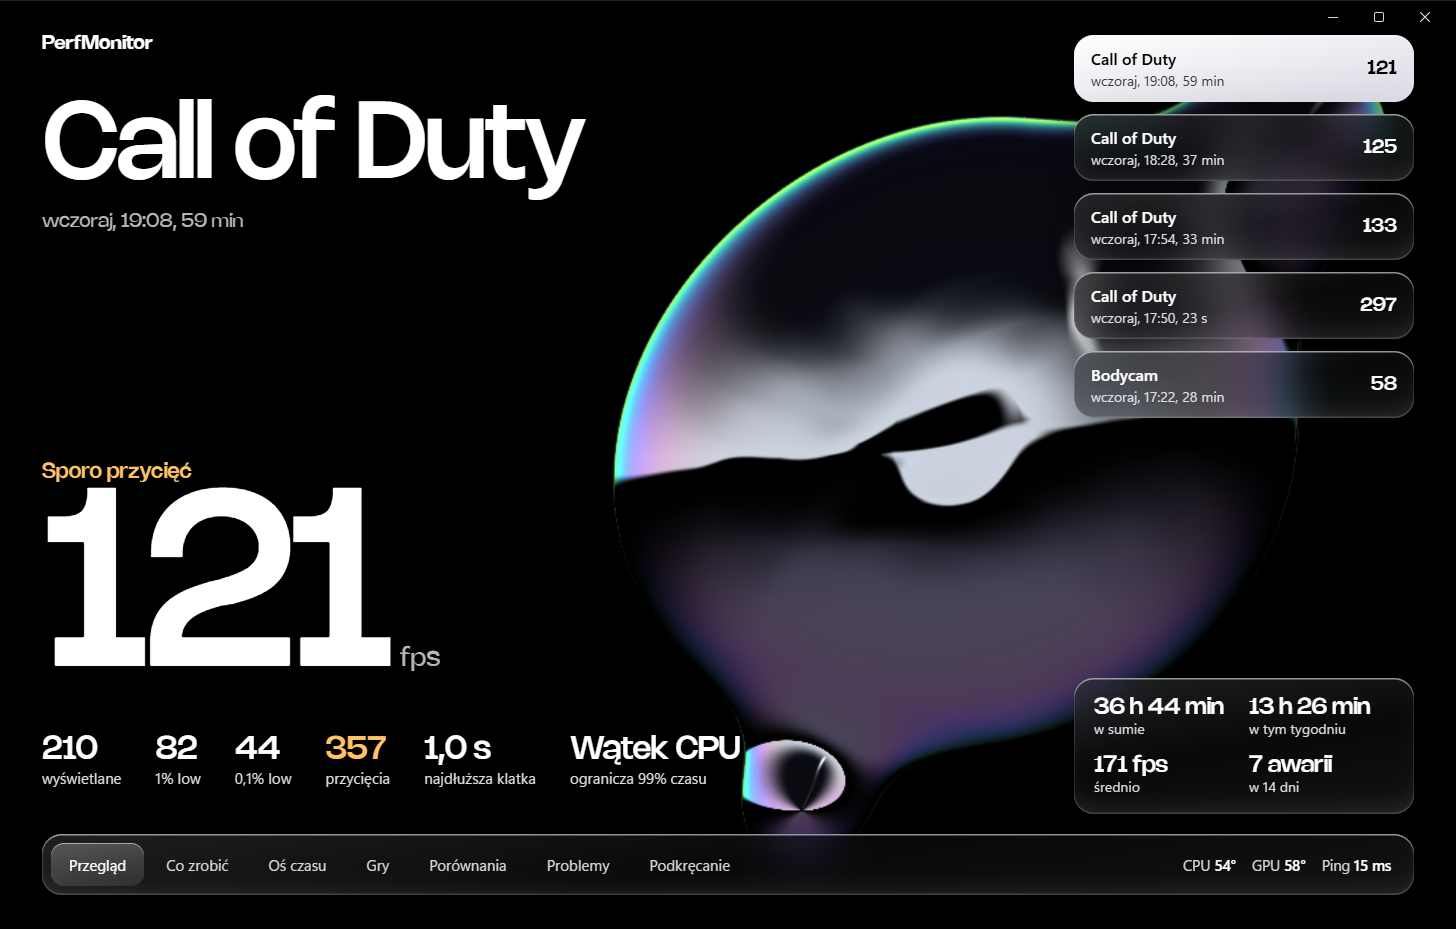 PerfMonitor
Call of Duty
wczoraj, 19:08, 59 min
Call of Duty
wczoraj, 19:08, 59 min
121
Call of Duty
wczoraj, 18:28, 37 min
125
Call of Duty
wczoraj, 17:54, 33 min
133
Call of Duty
wczoraj, 17:50, 23 s
297
Bodycam
wczoraj, 17:22, 28 min
58
Sporo przycięć
121 fps
210
wyświetlane
82
1% low
44
0,1% low
357
przycięcia
1,0 s
najdłuższa klatka
Wątek CPU
ogranicza 99% czasu
36 h 44 min
w sumie
13 h 26 min
w tym tygodniu
171 fps
średnio
7 awarii
w 14 dni
Przegląd Co zrobić Oś czasu Gry Porównania Problemy Podkręcanie CPU 54° GPU 58° Ping 15 ms